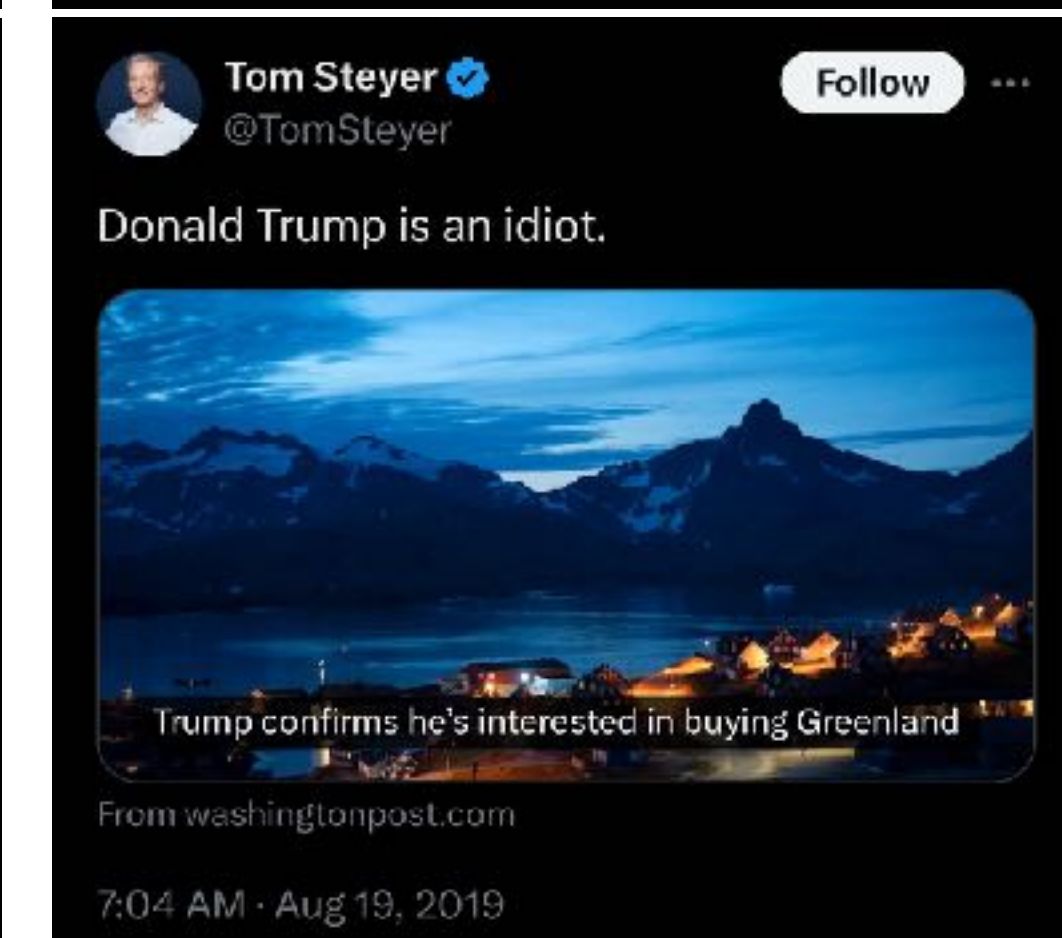 Tom Steyer
Follow
@TomSteyer
Donald Trump is an idiot.
Trump confirms he's interested in buying Greenland
From washingtonpost.com
7:04 AM · Aug 19, 2019